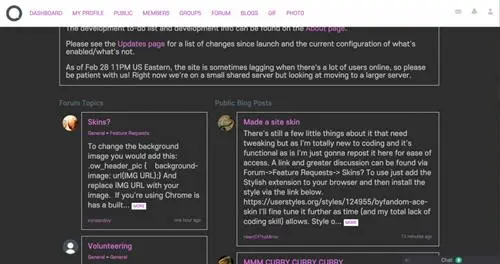 DASHBOARD MY PROFILE PUBLIC MEMBERS GROUPS FORUM BLOGS GIF PHOTO
The development to-do list and development info can be found on the About page.
Please see the Updates page for a list of changes since launch and the current configuration of what's
enabled/what's not.
As of Feb 28 11PM US Eastern, the site is sometimes lagging when there's a lot of users online, so please
be patient with us! Right now we're on a small shared server but looking at moving to a larger server.
Forum Topics
Skins?
General • Feature Requests
To change the background
image you would add this:
.ow_header_pic { background-
image: url(IMG URL);} And
replace IMG URL with your
image. If you're using Chrome is
has a built... MORE
one hour ago
Volunteering
General • General
Public Blog Posts
Made a site skin
There's still a few little things about it that need
tweaking but as I'm totally new to coding and it's
functional as is I'm just gonna repost it here for ease of
access. A link and greater discussion can be found via
Forum->Feature Requests-> Skins? To use just add the
Stylish extension to your browser and then install the
style via the link below.
https://userstyles.org/styles/124955/byfandom-ace-
skin I'll fine tune it further as time (and my total lack of
coding skill) allows. Style o... MORE
13 minute ago
MMM CURRY CURRY CURRY
Chat